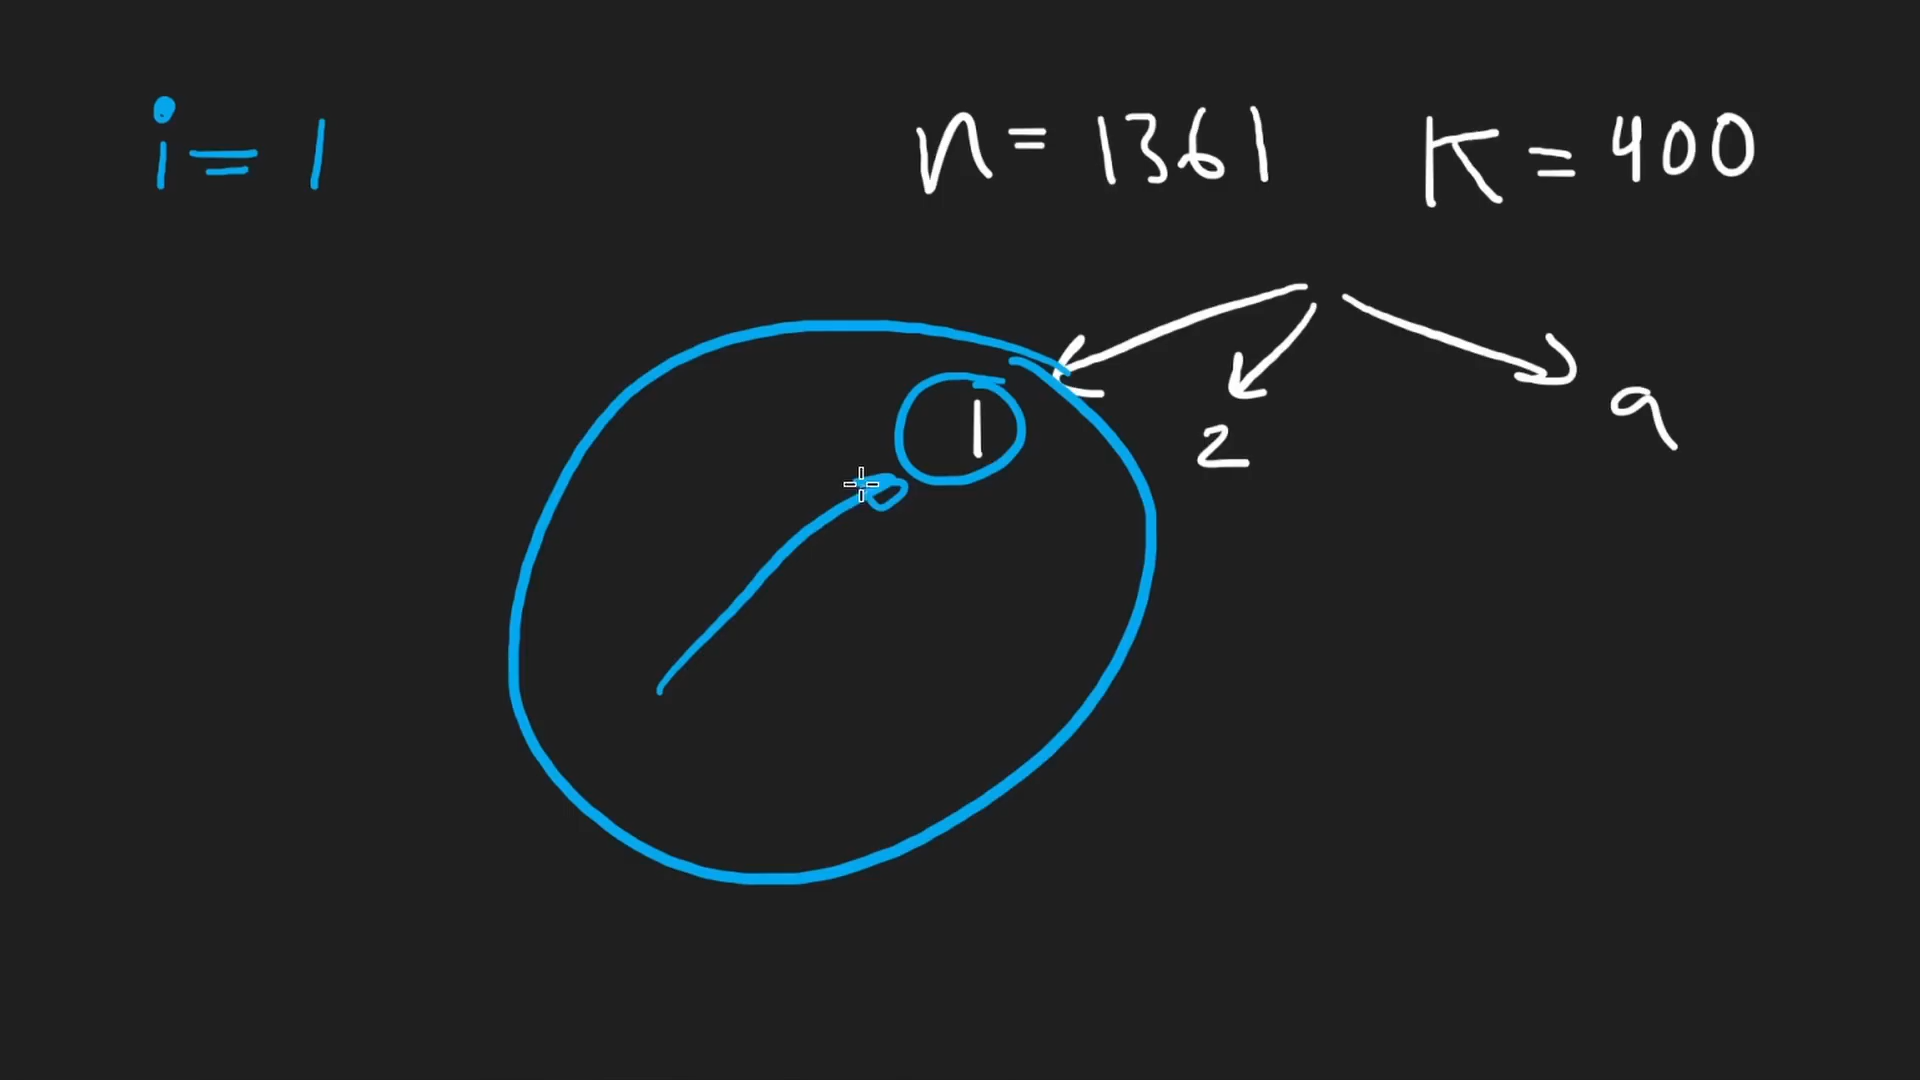 i = 1 n = 1361 K = 400
1 2 9